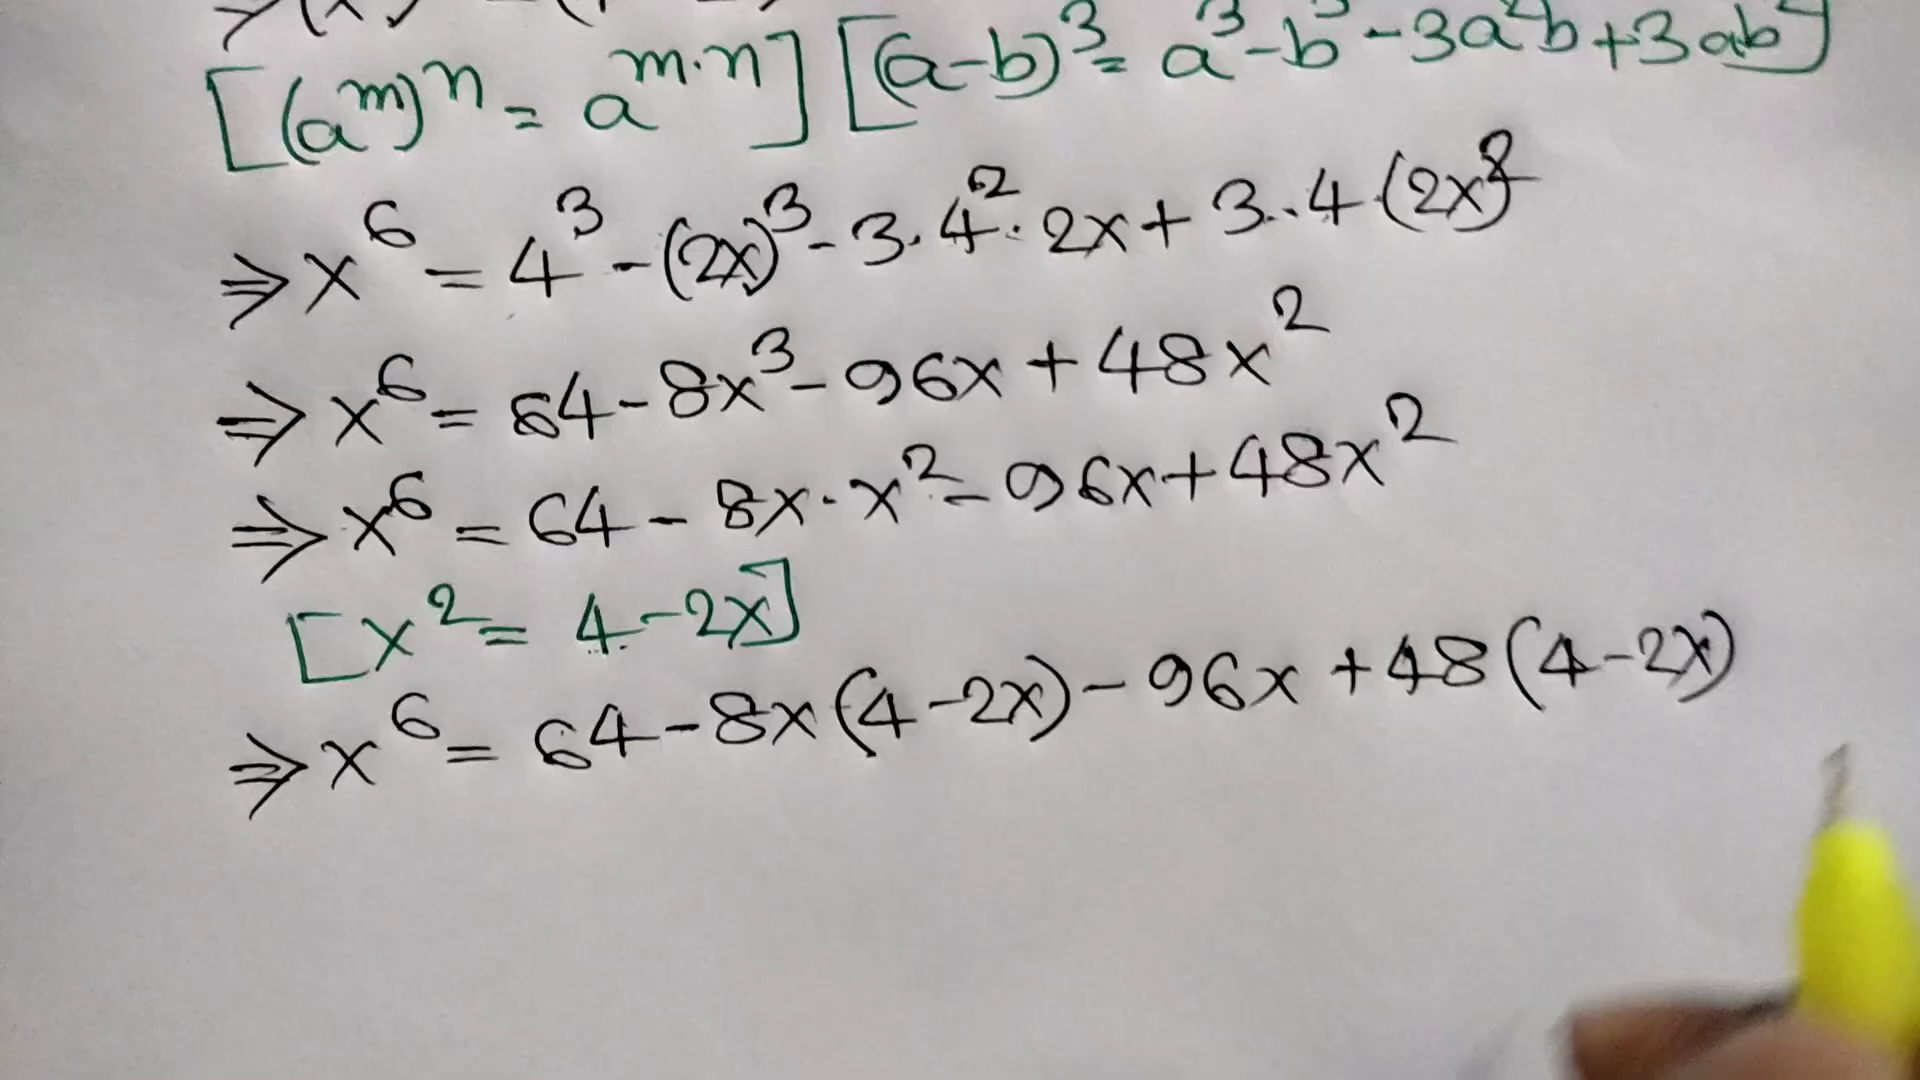 [(a^m)^n = a^m·n] [(a-b)^3 = a^3-b^3-3a^2b+3ab^2]
⇒ x^6 = 4^3 - (2x)^3 - 3·4^2·2x + 3·4(2x)^2
⇒ x^6 = 64 - 8x^3 - 96x + 48x^2
⇒ x^6 = 64 - 8x·x^2 - 96x + 48x^2
[x^2 = 4-2x]
⇒ x^6 = 64 - 8x(4-2x) - 96x + 48(4-2x)